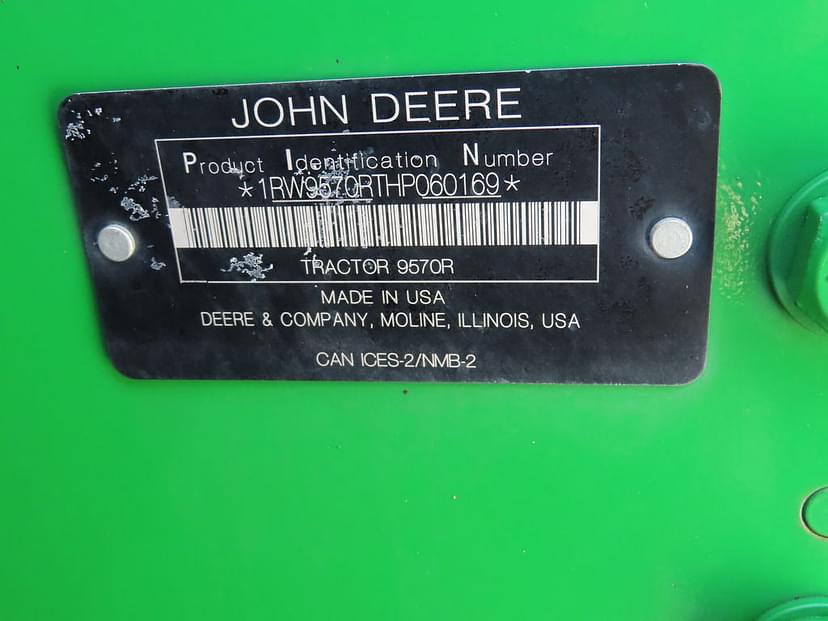 JOHN DEERE
Product Identification Number
*1RW9570RTHP060169*
TRACTOR 9570R
MADE IN USA
DEERE & COMPANY, MOLINE, ILLINOIS, USA
CAN ICES-2/NMB-2